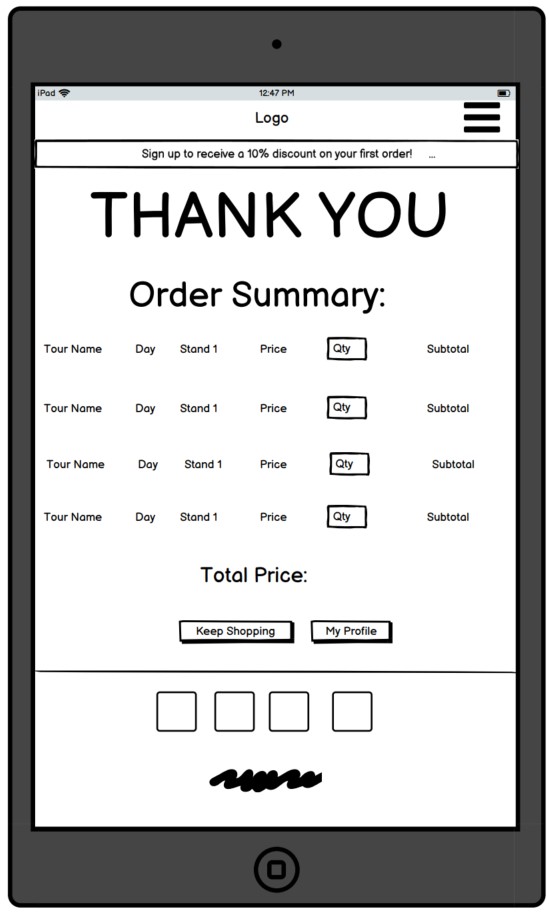 iPad 12:47 PM
Logo
Sign up to receive a 10% discount on your first order! ...
THANK YOU
Order Summary:
Tour Name Day Stand 1 Price Qty Subtotal
Tour Name Day Stand 1 Price Qty Subtotal
Tour Name Day Stand 1 Price Qty Subtotal
Tour Name Day Stand 1 Price Qty Subtotal
Total Price:
Keep Shopping My Profile